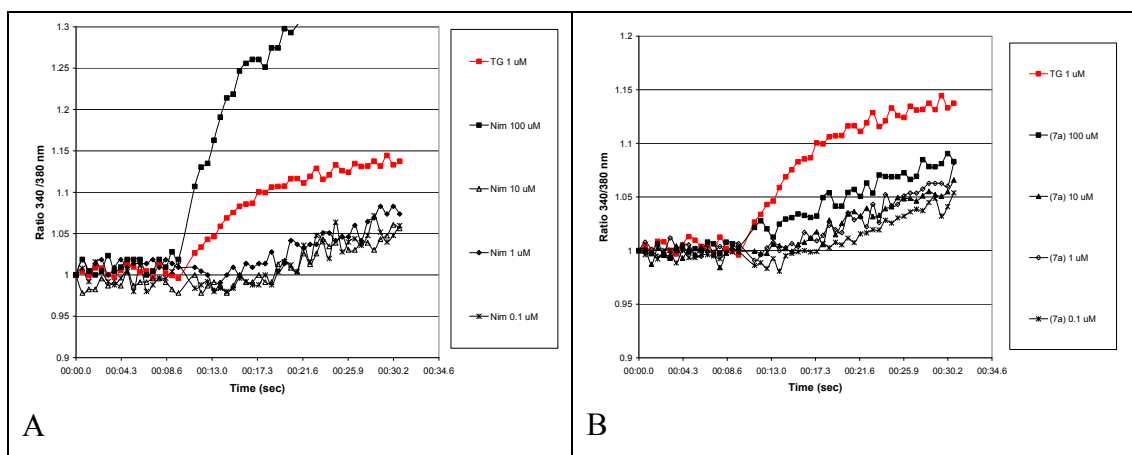 1.3
1.25
1.2
1.15
1.1
1.05
1
0.95
0.9
Ratio 340 /380 nm
00:00.0 00:04.3 00:08.6 00:13.0 00:17.3 00:21.6 00:25.9 00:30.2 00:34.6
Time (sec)
TG 1 uM
Nim 100 uM
Nim 10 uM
Nim 1 uM
Nim 0.1 uM
A
1.2
1.15
1.1
1.05
1
0.95
0.9
Ratio 340/380 nm
00:00.0 00:04.3 00:08.6 00:13.0 00:17.3 00:21.6 00:25.9 00:30.2 00:34.6
Time (sec)
TG 1 uM
(7a) 100 uM
(7a) 10 uM
(7a) 1 uM
(7a) 0.1 uM
B